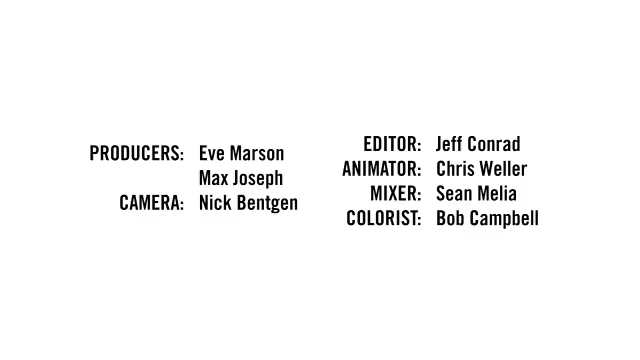 PRODUCERS: Eve Marson
Max Joseph
CAMERA: Nick Bentgen
EDITOR: Jeff Conrad
ANIMATOR: Chris Weller
MIXER: Sean Melia
COLORIST: Bob Campbell